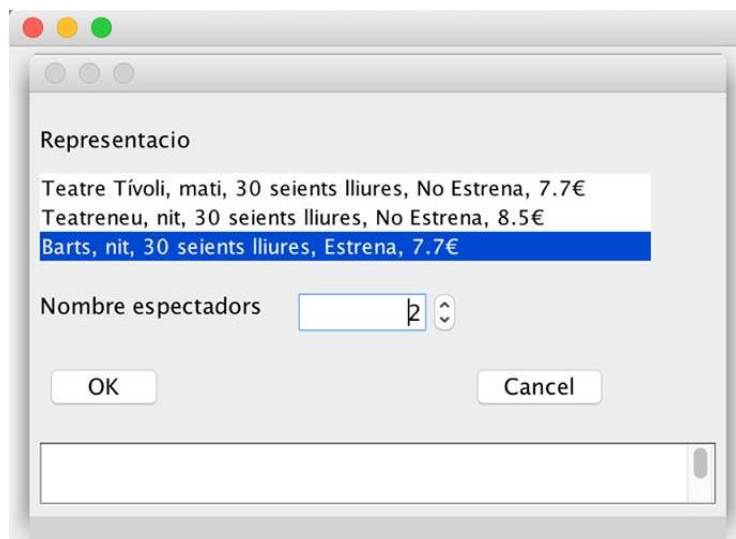 Representacio
Teatre Tívoli, mati, 30 seients lliures, No Estrena, 7.7€
Teatreneu, nit, 30 seients lliures, No Estrena, 8.5€
Barts, nit, 30 seients lliures, Estrena, 7.7€
Nombre espectadors 2
OK Cancel